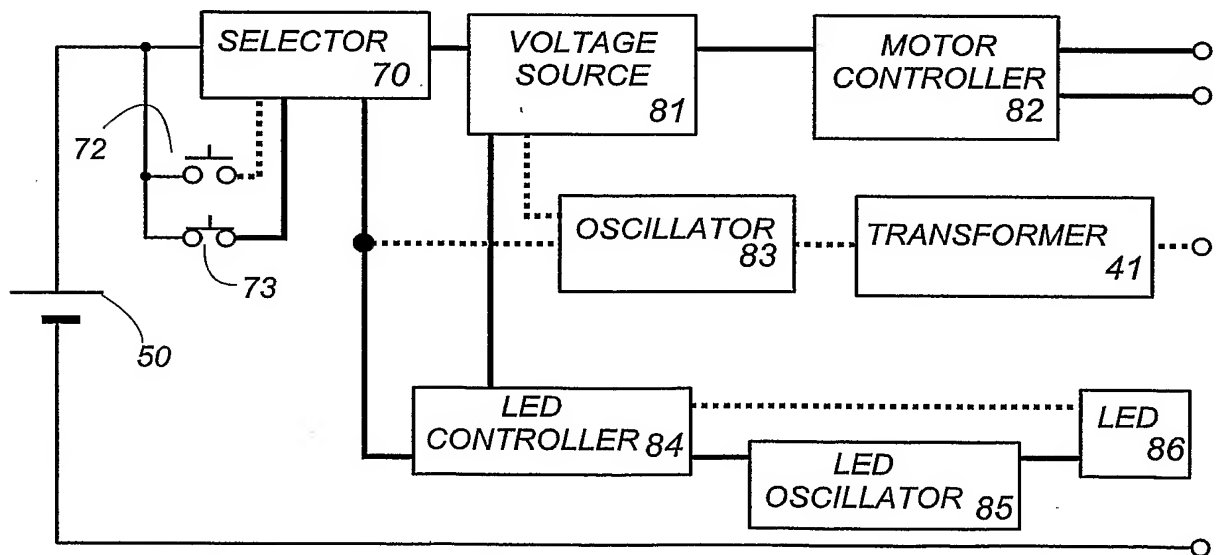 SELECTOR
70
VOLTAGE
SOURCE
81
MOTOR
CONTROLLER
82
72
73
50
OSCILLATOR
83
TRANSFORMER
41
LED
CONTROLLER 84
LED
OSCILLATOR 85
LED
86